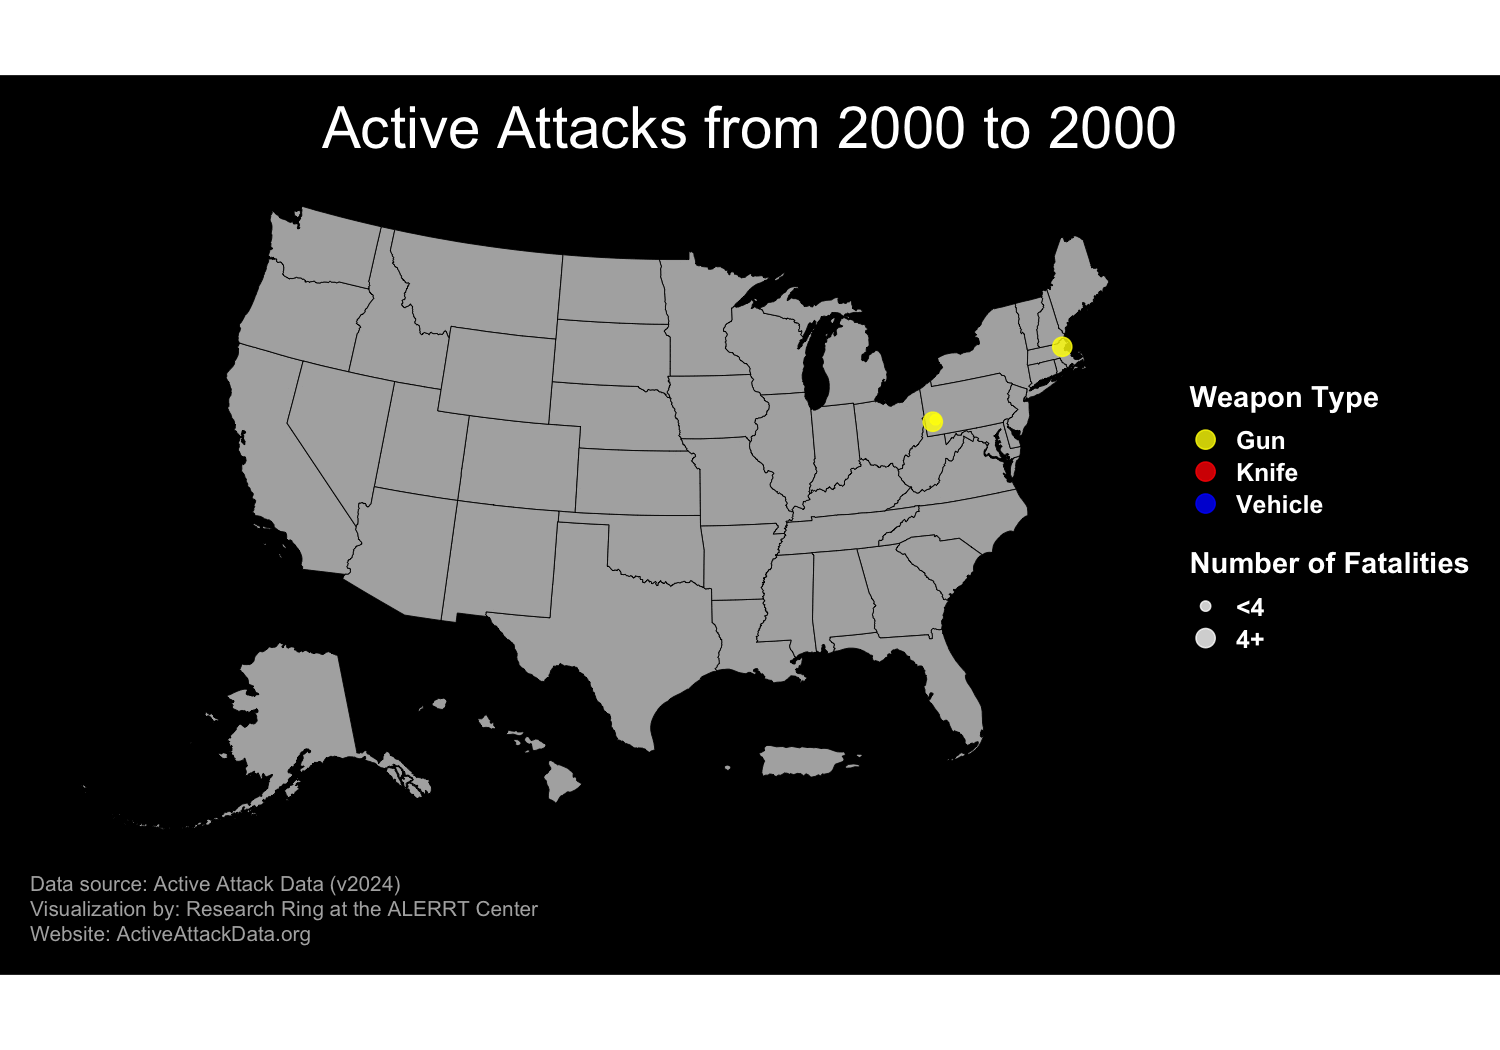 Active Attacks from 2000 to 2000
Weapon Type
Gun
Knife
Vehicle
Number of Fatalities
<4
4+
Data source: Active Attack Data (v2024)
Visualization by: Research Ring at the ALERRT Center
Website: ActiveAttackData.org